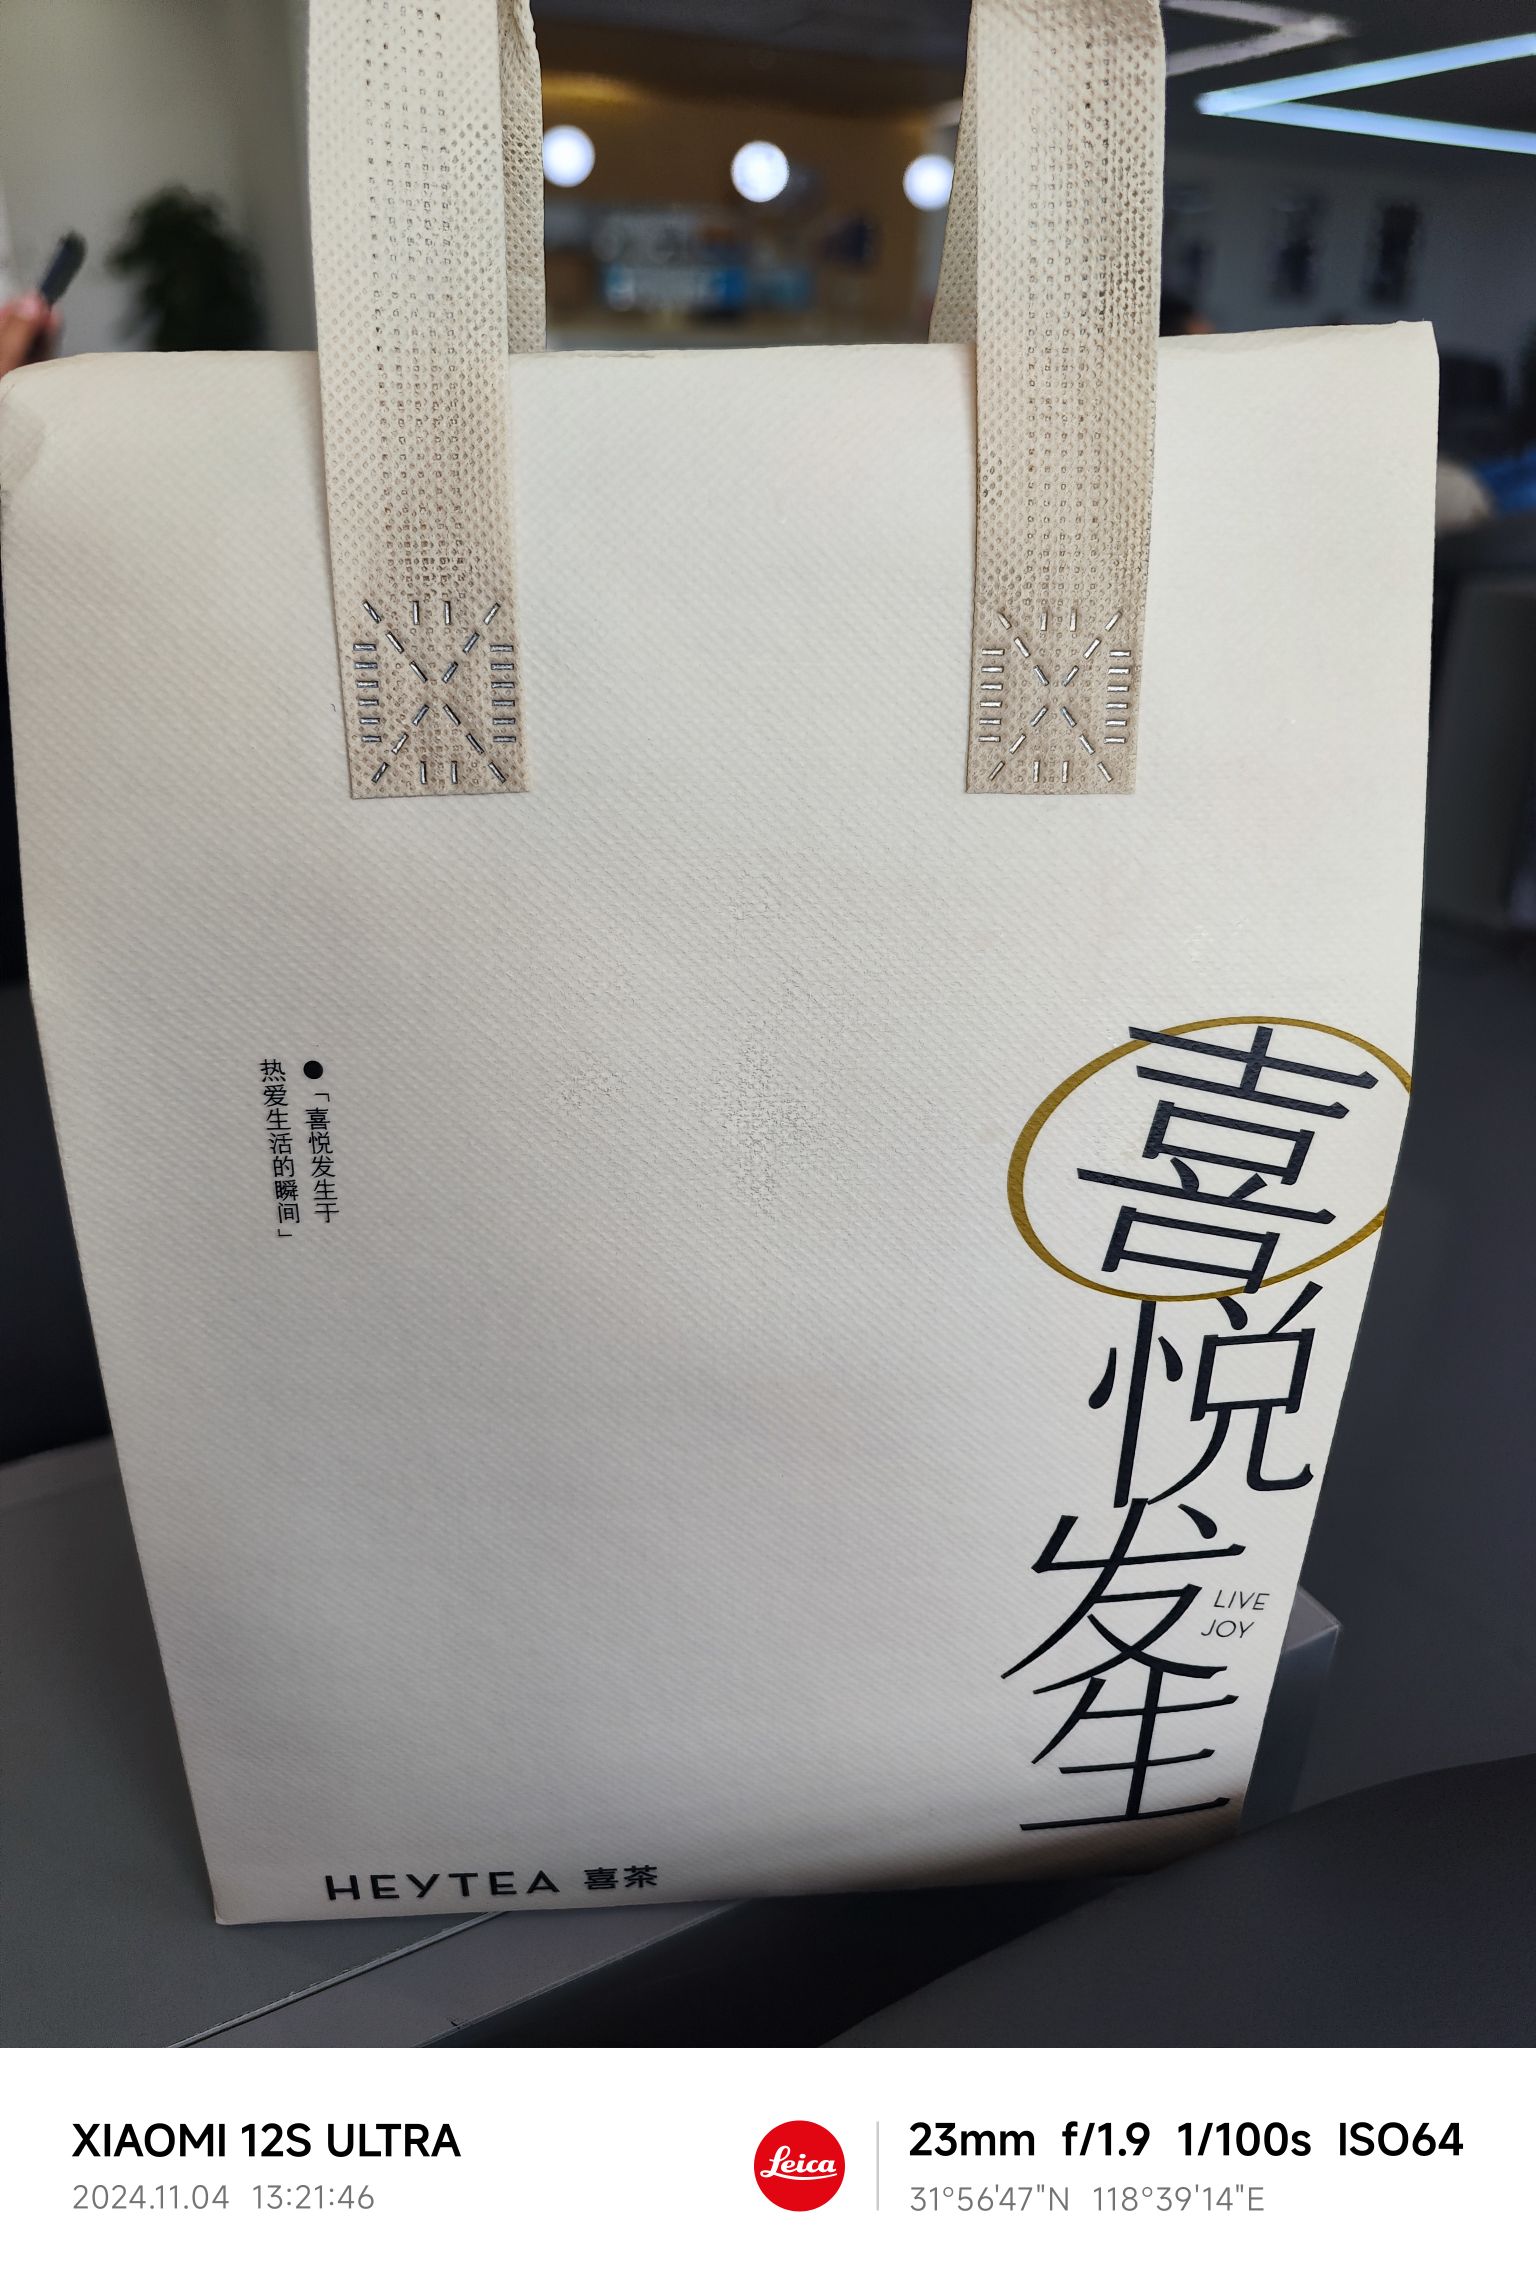 ●「喜悦发生于
热爱生活的瞬间」
喜悦发生
LIVE
JOY
HEYTEA 喜茶
XIAOMI 12S ULTRA
2024.11.04 13:21:46
Leica
23mm f/1.9 1/100s ISO64
31°56'47"N 118°39'14"E